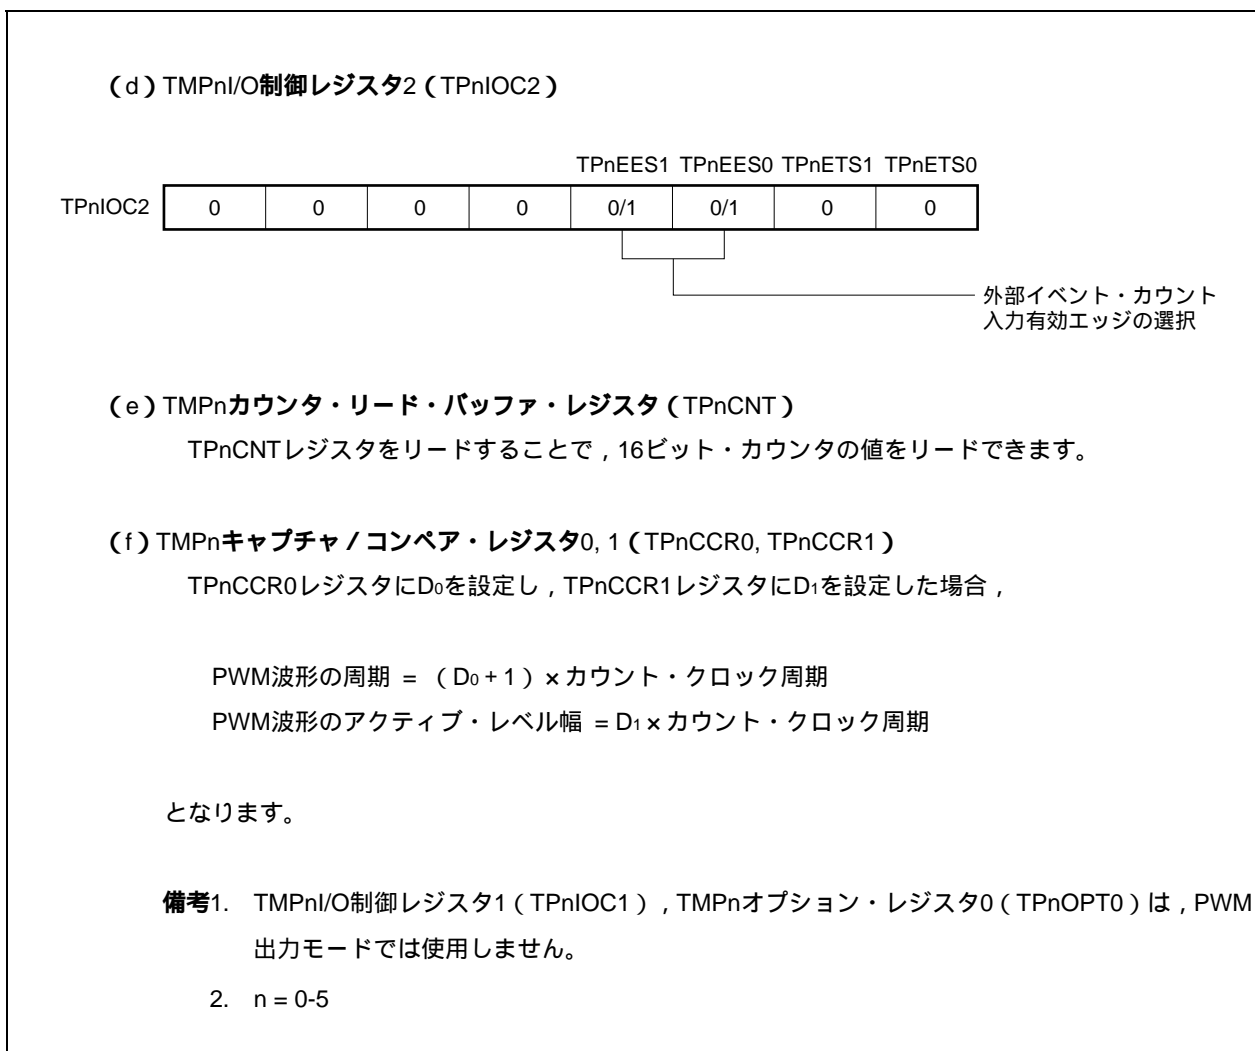 （d）TMPnI/O制御レジスタ2（TPnIOC2）
TPnEES1 TPnEES0 TPnETS1 TPnETS0
TPnIOC2 0 0 0 0 0/1 0/1 0 0
外部イベント・カウント
入力有効エッジの選択
（e）TMPnカウンタ・リード・バッファ・レジスタ（TPnCNT）
TPnCNTレジスタをリードすることで，16ビット・カウンタの値をリードできます。
（f）TMPnキャプチャ／コンペア・レジスタ0, 1（TPnCCR0, TPnCCR1）
TPnCCR0レジスタにD0を設定し，TPnCCR1レジスタにD1を設定した場合，
PWM波形の周期 = （D0 + 1）× カウント・クロック周期
PWM波形のアクティブ・レベル幅 = D1 × カウント・クロック周期
となります。
備考1. TMPnI/O制御レジスタ1（TPnIOC1），TMPnオプション・レジスタ0（TPnOPT0）は，PWM
出力モードでは使用しません。
2. n = 0-5